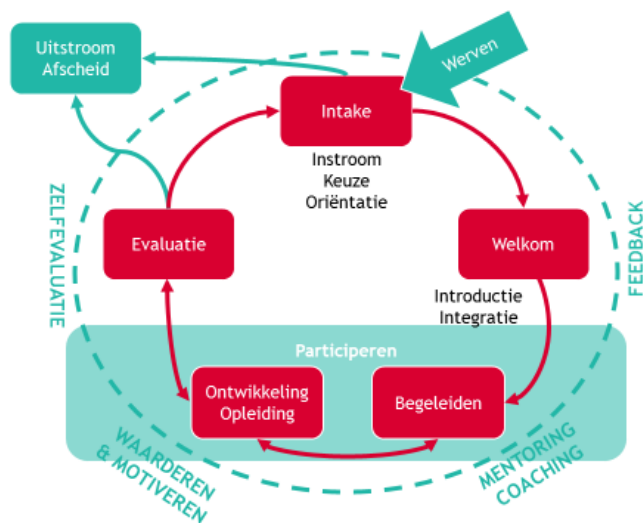 Uitstroom
Afscheid
Werven
Intake
Instroom
Keuze
Oriëntatie
ZELFEVALUATIE
Evaluatie
Welkom
FEEDBACK
Introductie
Integratie
Participeren
Ontwikkeling
Opleiding
Begeleiden
WAARDEREN
& MOTIVEREN
MENTORING
COACHING